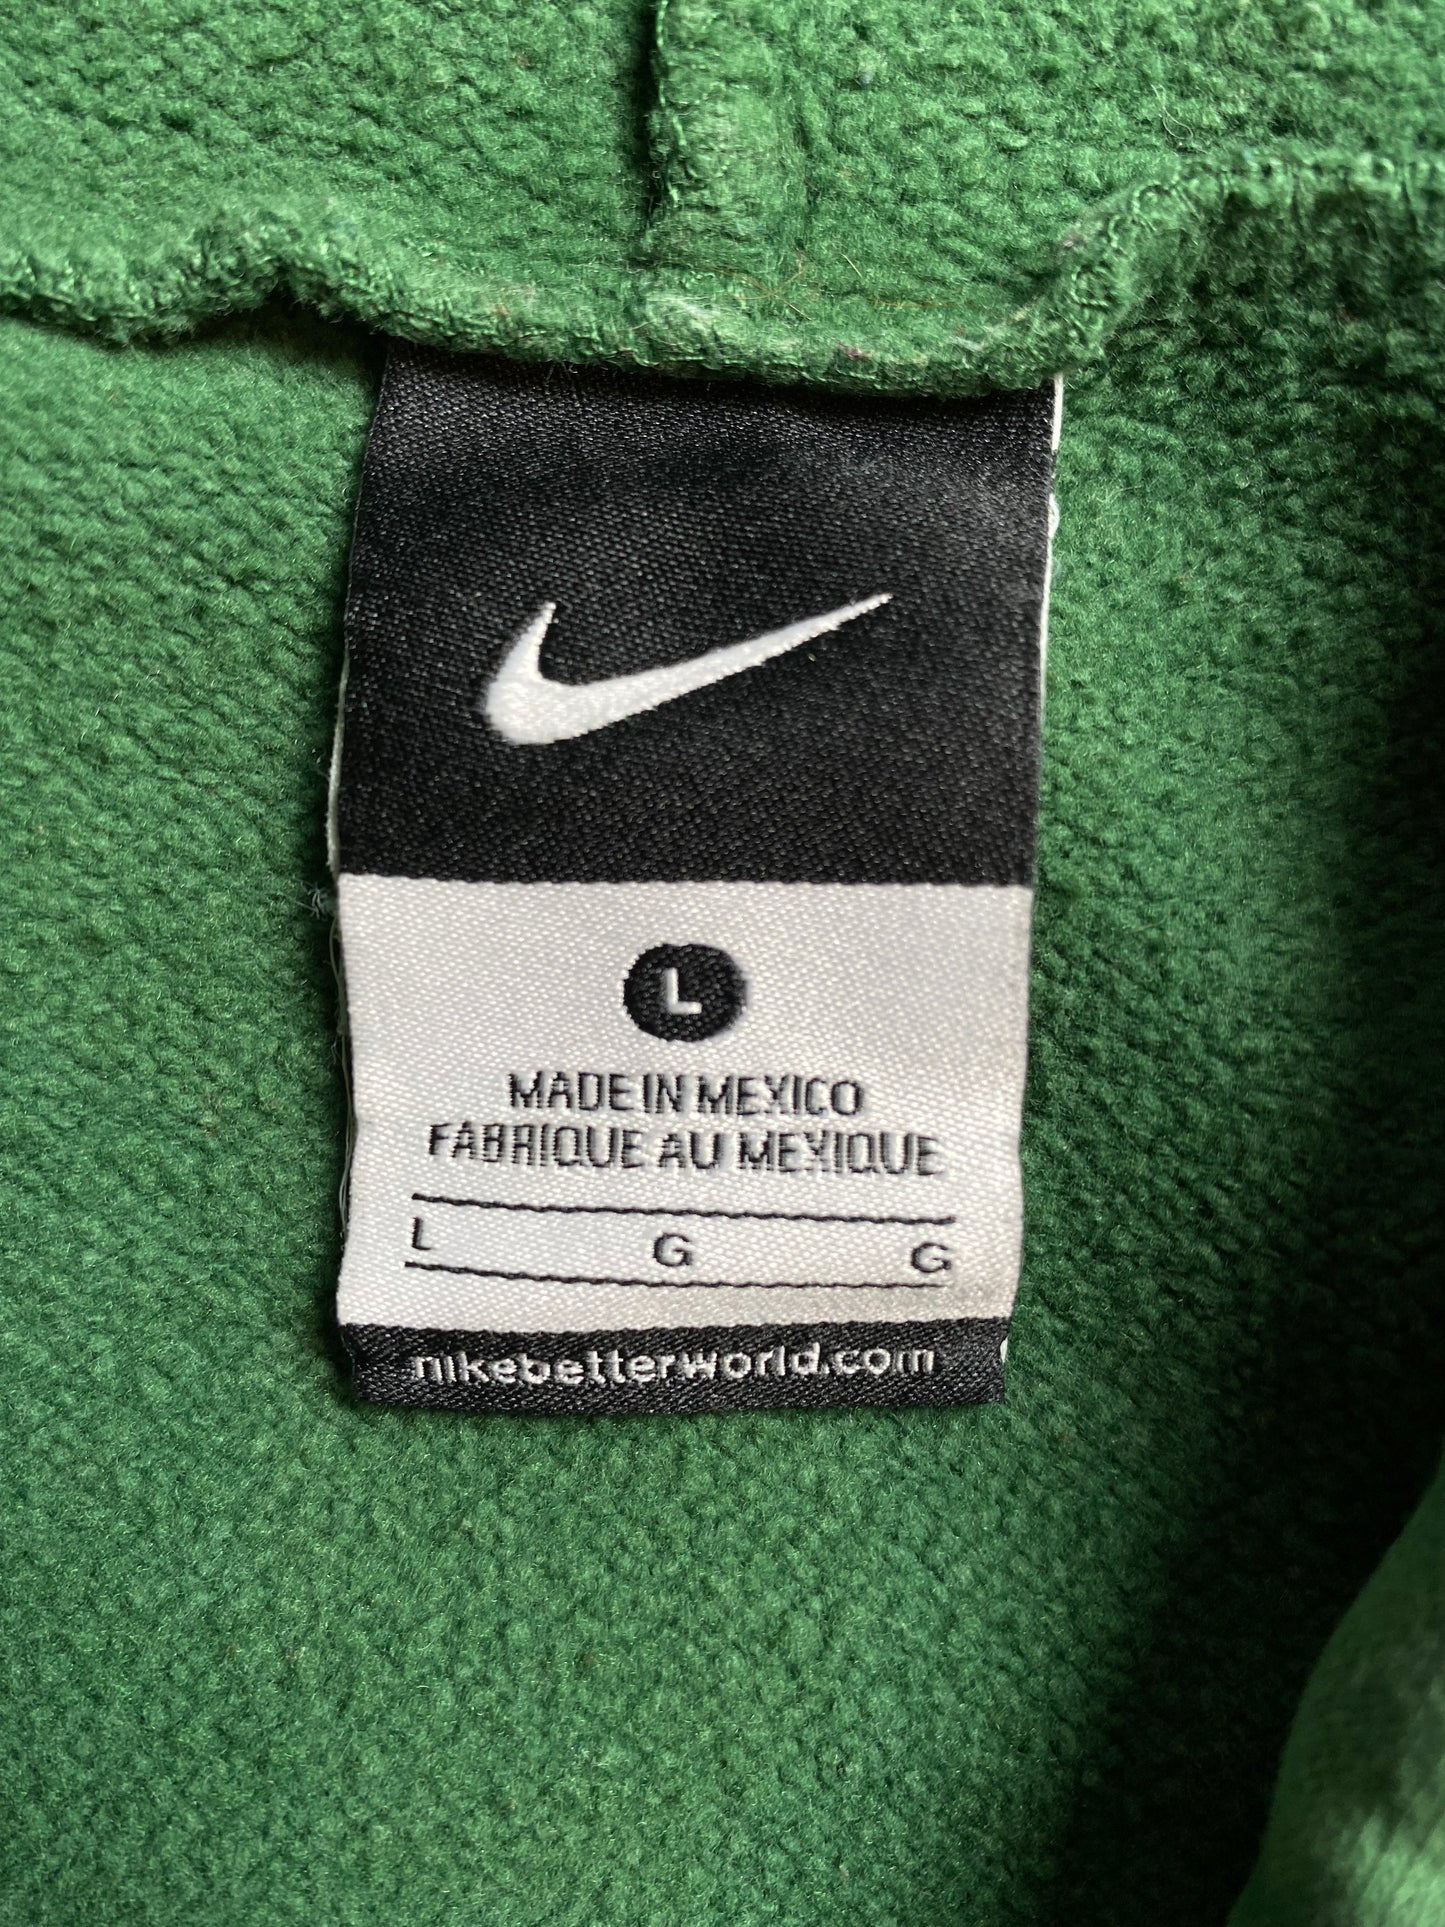 L
MADE IN MEXICO
FABRIQUE AU MEXIQUE
L G G
nikebetterworld.com